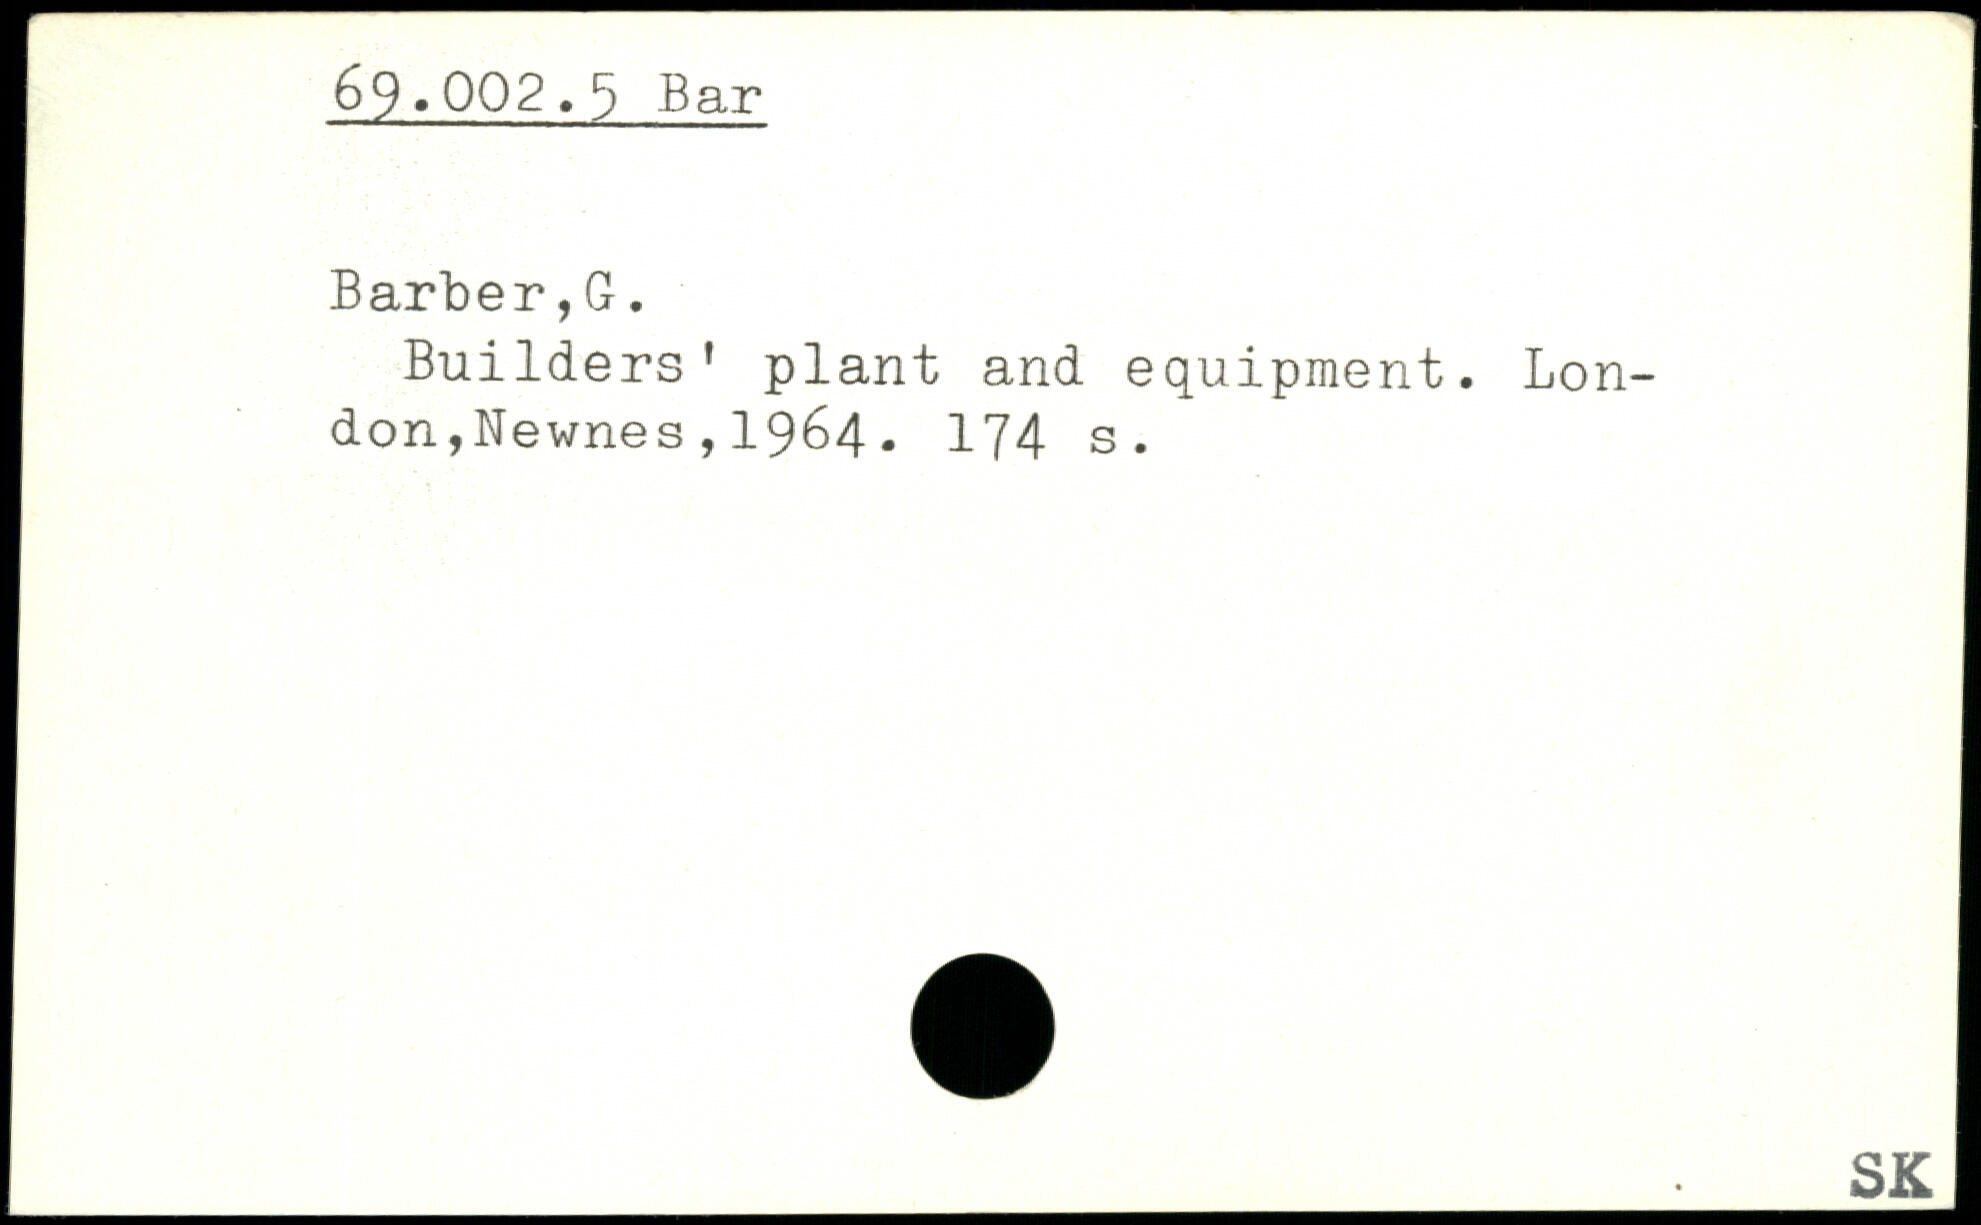 69.002.5 Bar
Barber,G.
Builders' plant and equipment. Lon-
don,Newnes,1964. 174 s.
SK